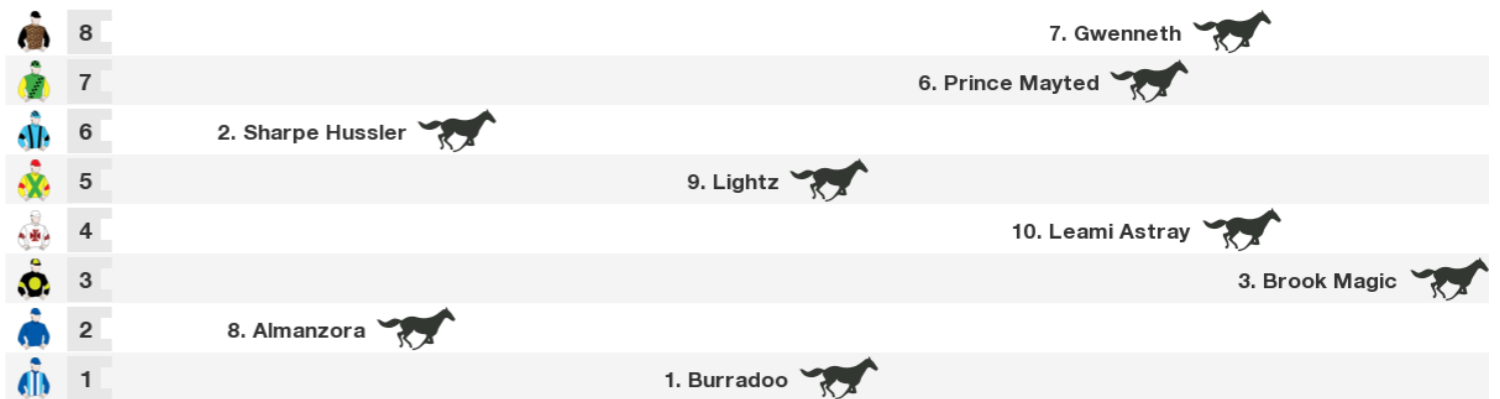 8 7. Gwenneth
7 6. Prince Mayted
6 2. Sharpe Hussler
5 9. Lightz
4 10. Leami Astray
3 3. Brook Magic
2 8. Almanzora
1 1. Burradoo